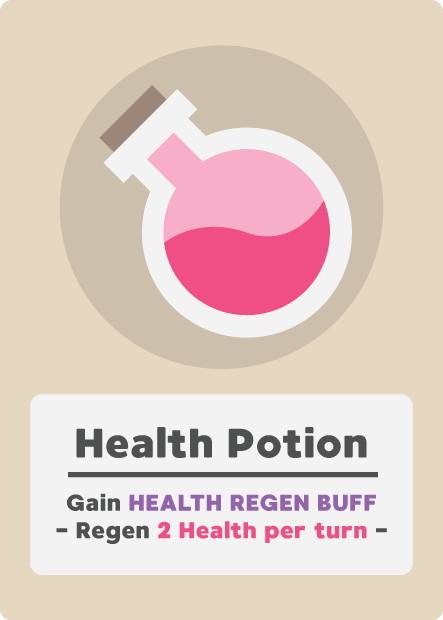 Health Potion
Gain HEALTH REGEN BUFF
– Regen 2 Health per turn –